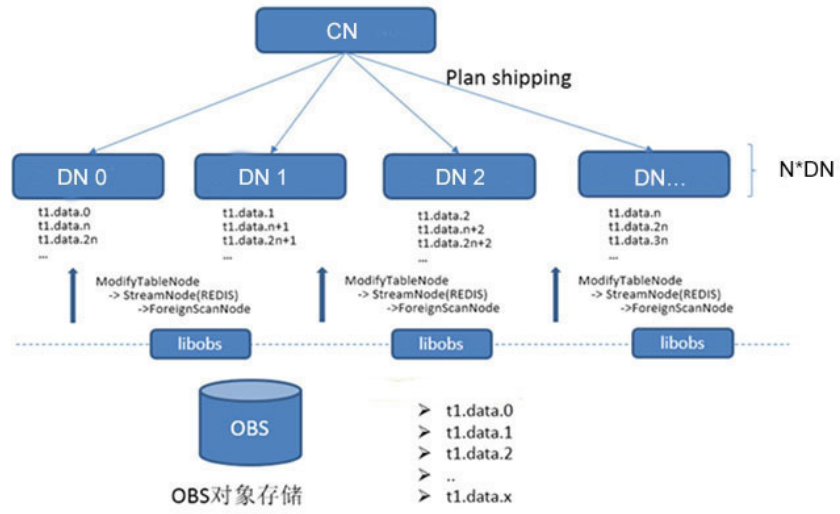 CN
Plan shipping
DN 0
DN 1
DN 2
DN...
N*DN
t1.data.0
t1.data.n
t1.data.2n
...
t1.data.1
t1.data.n+1
t1.data.2n+1
...
t1.data.2
t1.data.n+2
t1.data.2n+2
...
t1.data.n
t1.data.2n
t1.data.3n
...
ModifyTableNode
-> StreamNode(REDIS)
->ForeignScanNode
ModifyTableNode
-> StreamNode(REDIS)
->ForeignScanNode
ModifyTableNode
-> StreamNode(REDIS)
->ForeignScanNode
libobs
libobs
libobs
OBS
OBS对象存储
➢ t1.data.0
➢ t1.data.1
➢ t1.data.2
➢ ..
➢ t1.data.x